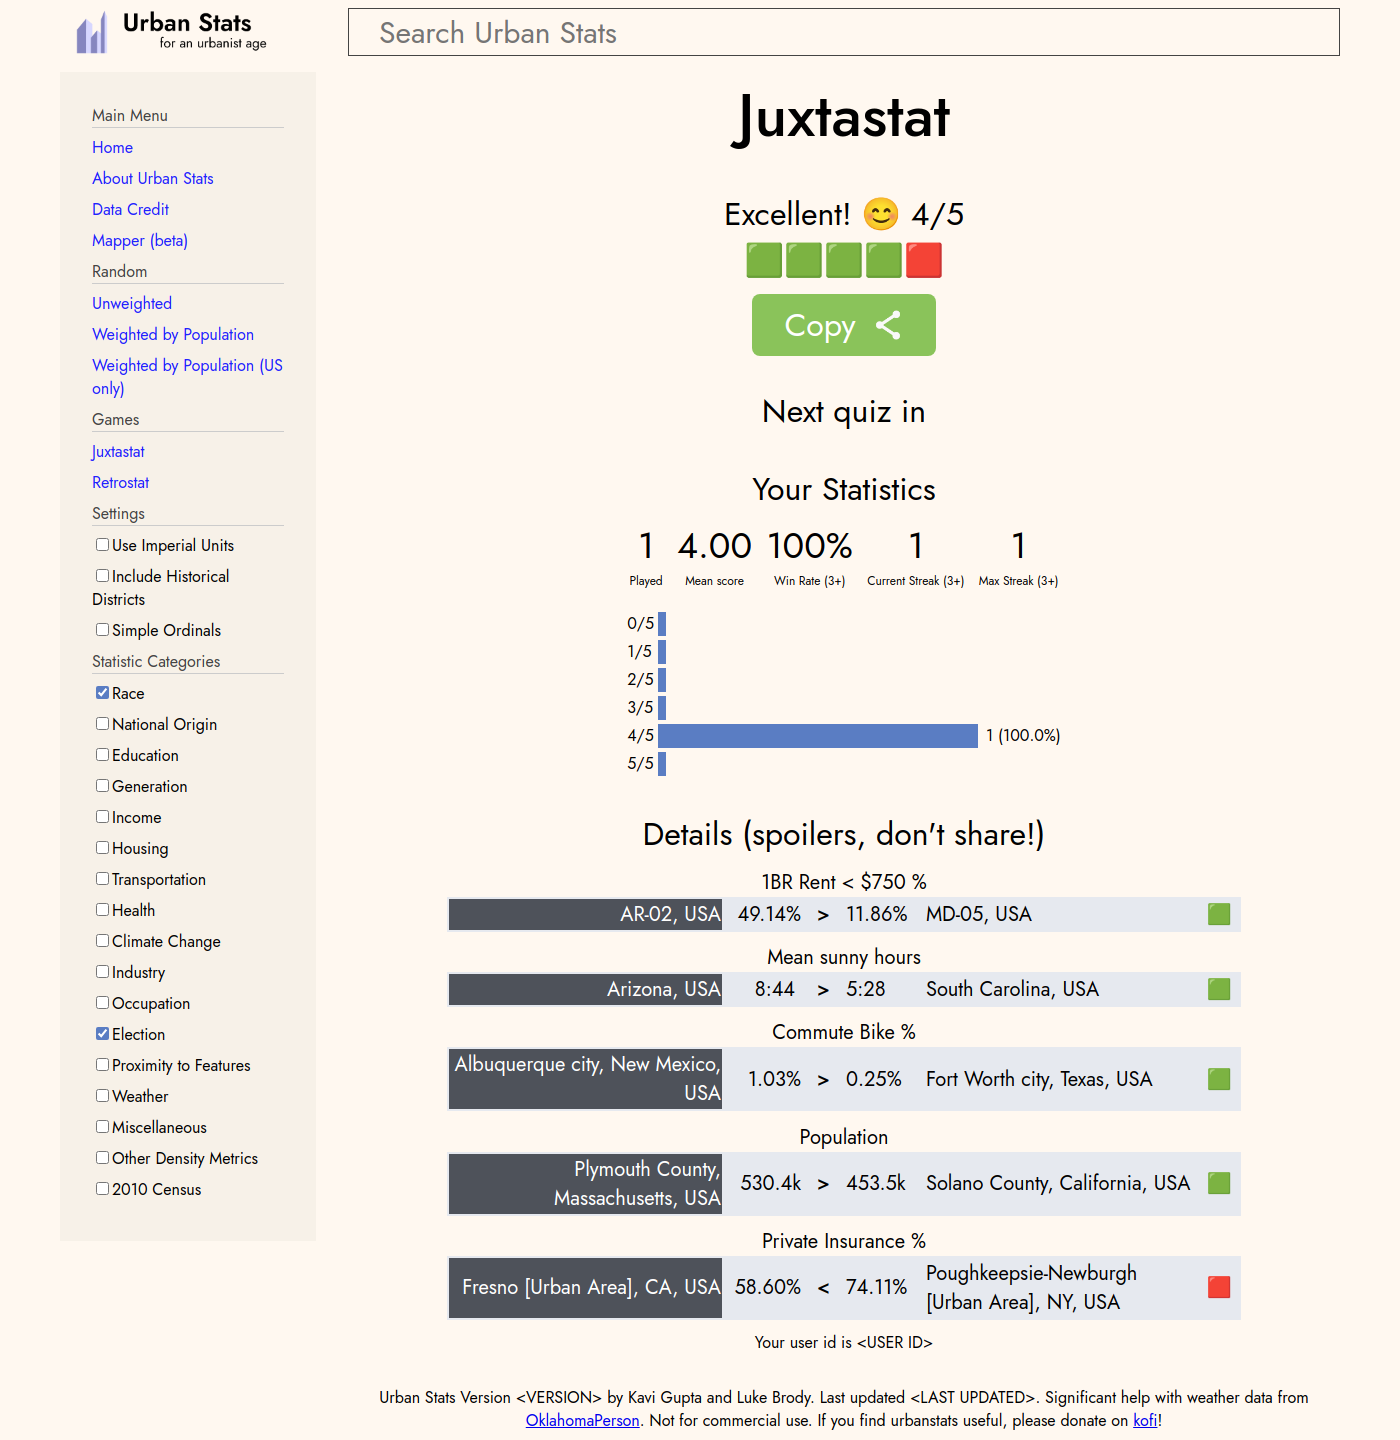 Urban Stats
for an urbanist age
Search Urban Stats
Main Menu
Home
About Urban Stats
Data Credit
Mapper (beta)
Random
Unweighted
Weighted by Population
Weighted by Population (US
only)
Games
Juxtastat
Retrostat
Settings
Use Imperial Units
Include Historical
Districts
Simple Ordinals
Statistic Categories
Race
National Origin
Education
Generation
Income
Housing
Transportation
Health
Climate Change
Industry
Occupation
Election
Proximity to Features
Weather
Miscellaneous
Other Density Metrics
2010 Census
Juxtastat
Excellent! 😊 4/5
🟩🟩🟩🟩🟥
Copy
Next quiz in
Your Statistics
1 4.00 100% 1 1
Played Mean score Win Rate (3+) Current Streak (3+) Max Streak (3+)
0/5
1/5
2/5
3/5
4/5 1 (100.0%)
5/5
Details (spoilers, don't share!)
1BR Rent < $750 %
AR-02, USA 49.14% > 11.86% MD-05, USA 🟩
Mean sunny hours
Arizona, USA 8:44 > 5:28 South Carolina, USA 🟩
Commute Bike %
Albuquerque city, New Mexico,
USA 1.03% > 0.25% Fort Worth city, Texas, USA 🟩
Population
Plymouth County,
Massachusetts, USA 530.4k > 453.5k Solano County, California, USA 🟩
Private Insurance %
Fresno [Urban Area], CA, USA 58.60% < 74.11% Poughkeepsie-Newburgh
[Urban Area], NY, USA 🟥
Your user id is <USER ID>
Urban Stats Version <VERSION> by Kavi Gupta and Luke Brody. Last updated <LAST UPDATED>. Significant help with weather data from
OklahomaPerson. Not for commercial use. If you find urbanstats useful, please donate on kofi!